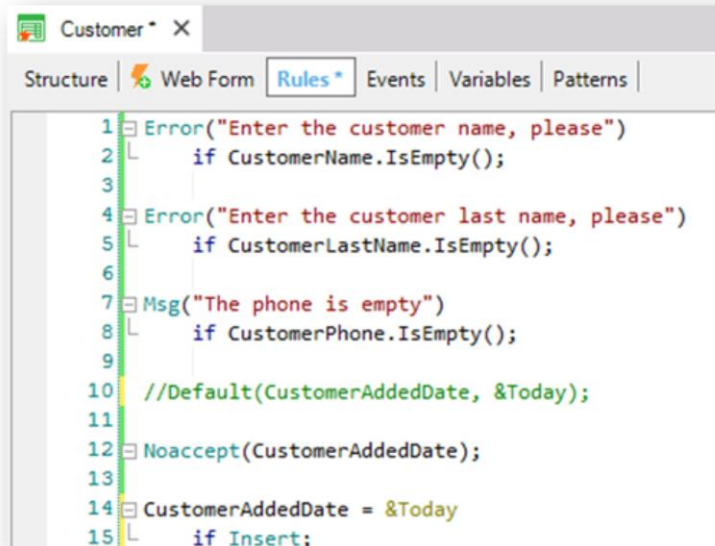 Customer * ×
Structure Web Form Rules * Events Variables Patterns
1 Error("Enter the customer name, please")
2 if CustomerName.IsEmpty();
3
4 Error("Enter the customer last name, please")
5 if CustomerLastName.IsEmpty();
6
7 Msg("The phone is empty")
8 if CustomerPhone.IsEmpty();
9
10 //Default(CustomerAddedDate, &Today);
11
12 Noaccept(CustomerAddedDate);
13
14 CustomerAddedDate = &Today
15 if Insert;